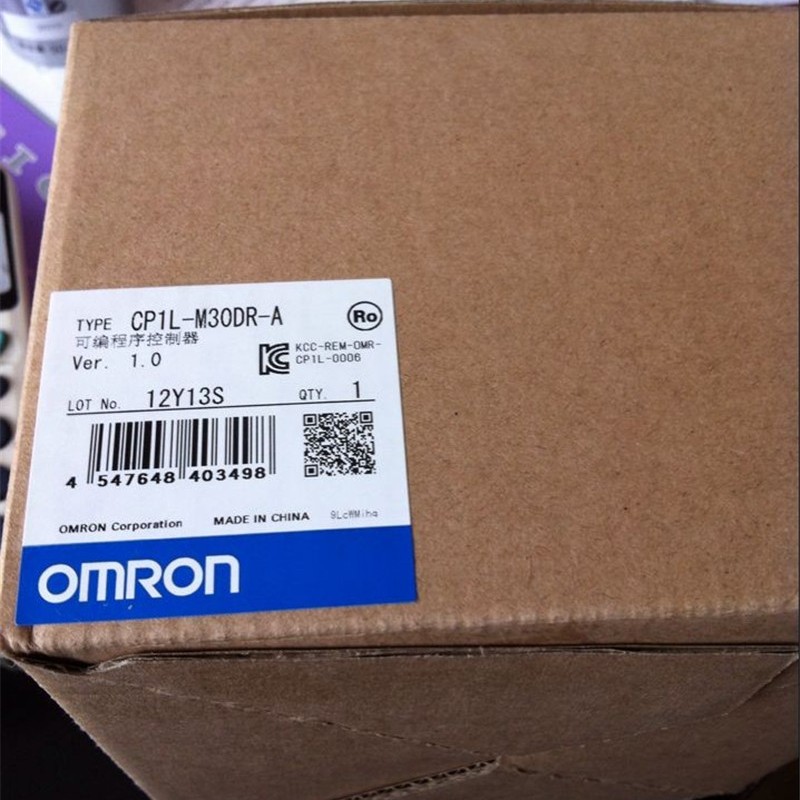 TYPE CP1L-M30DR-A
Ro
可编程序控制器
Ver. 1.0
KCC-REM-OMR-
CP1L-0006
LOT No. 12Y13S
QTY. 1
4 547648 403498
OMRON Corporation MADE IN CHINA
OMRON